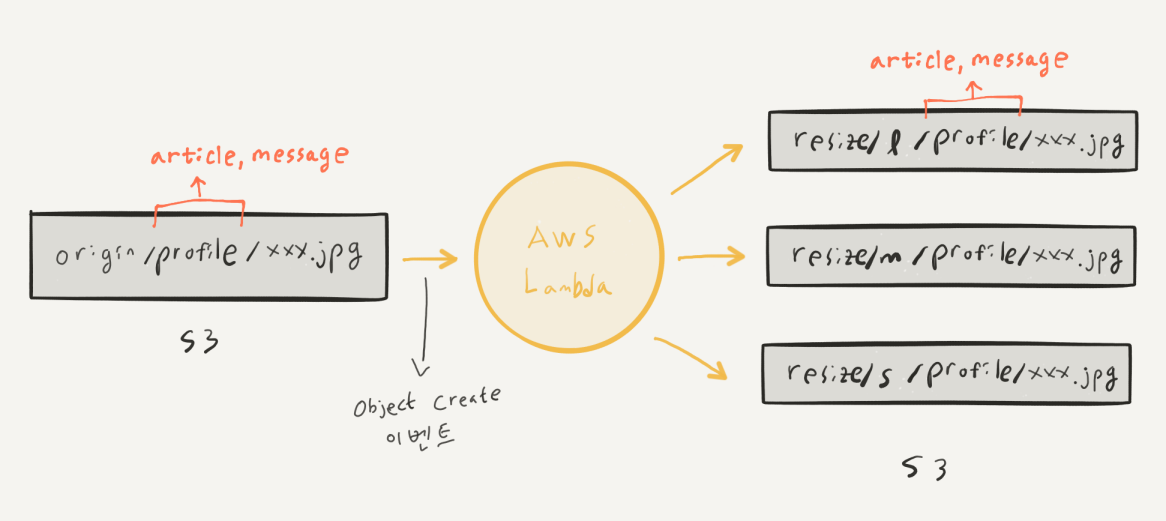 article, message
origin/profile/xxx.jpg
S3
Object Create
이벤트
AWS
Lambda
article, message
resize/l/profile/xxx.jpg
resize/m/profile/xxx.jpg
resize/s/profile/xxx.jpg
S3